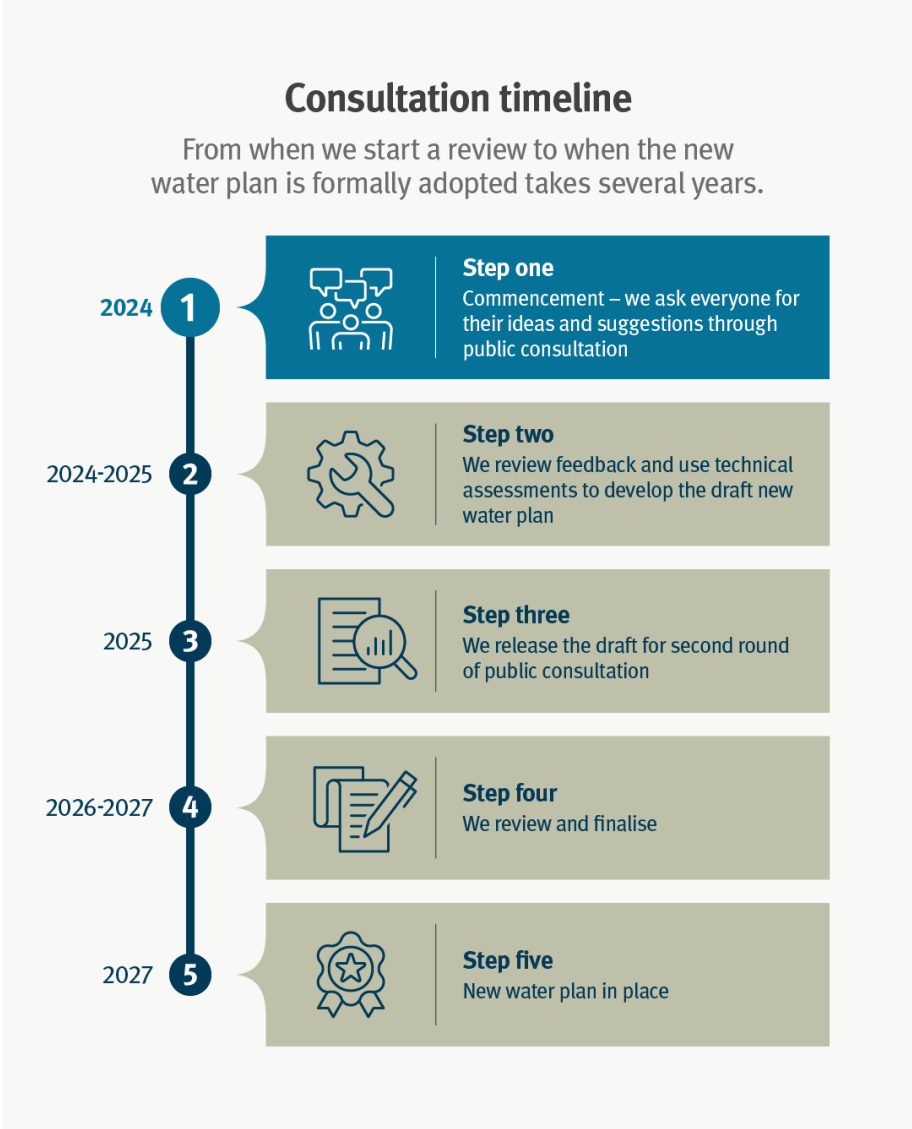 Consultation timeline
From when we start a review to when the new
water plan is formally adopted takes several years.
2024
1
Step one
Commencement – we ask everyone for
their ideas and suggestions through
public consultation
2024-2025
2
Step two
We review feedback and use technical
assessments to develop the draft new
water plan
2025
3
Step three
We release the draft for second round
of public consultation
2026-2027
4
Step four
We review and finalise
2027
5
Step five
New water plan in place